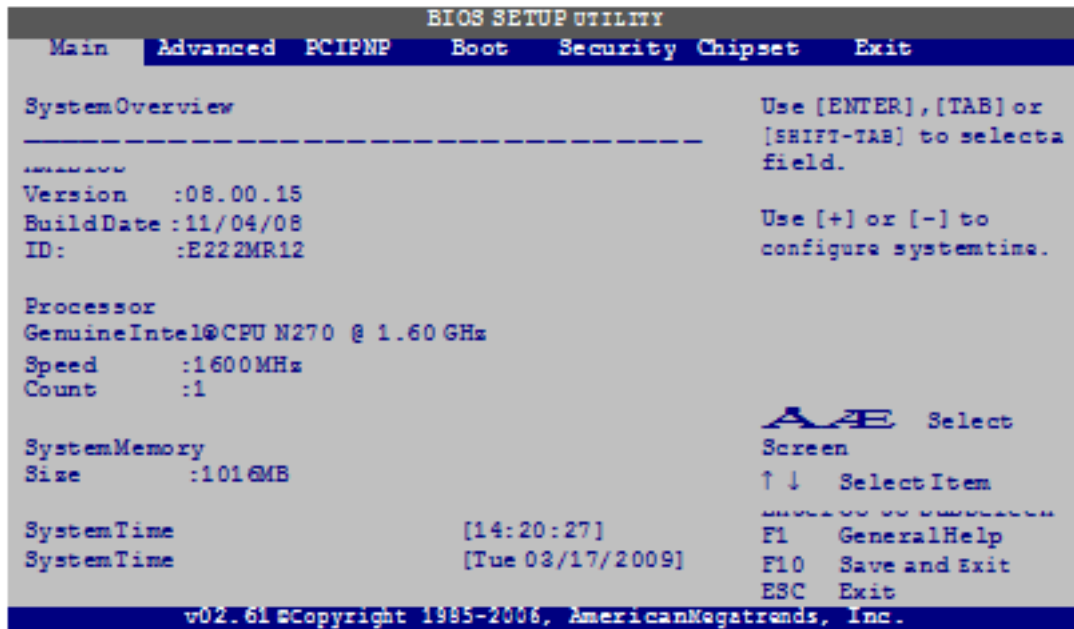 BIOS SETUP UTILITY
Main Advanced PCIPNP Boot Security Chipset Exit
SystemOverview
Version :08.00.15
BuildDate :11/04/08
ID: :E222MR12
Processor
GenuineIntel®CPU N270 @ 1.60 GHz
Speed :1600MHz
Count :1
SystemMemory
Size :1016MB
SystemTime [14:20:27]
SystemTime [Tue 03/17/2009]
Use [ENTER],[TAB] or
[SHIFT-TAB] to selecta
field.
Use [+] or [-] to
configure systemtime.
AÆ Select
Screen
↑↓ SelectItem
F1 GeneralHelp
F10 Save and Exit
ESC Exit
v02.61 ©Copyright 1985-2006, AmericanMegatrends, Inc.